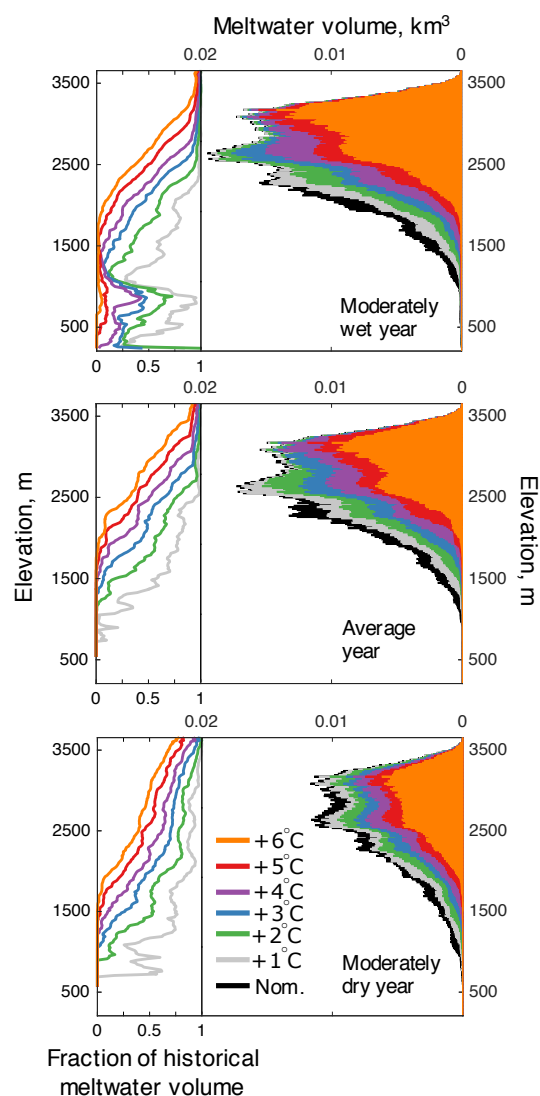 Meltwater volume, km³
0.02 0.01 0
3500 3500
2500 2500
1500 1500
500 500
Moderately
wet year
0 0.5 1
0.02 0.01 0
3500 3500
2500 2500
1500 1500
500 500
Elevation, m
Elevation, m
Average
year
0 0.5 1
0.02 0.01 0
3500 3500
2500 2500
1500 1500
500 500
+6°C
+5°C
+4°C
+3°C
+2°C
+1°C
Nom.
Moderately
dry year
0 0.5 1
Fraction of historical
meltwater volume